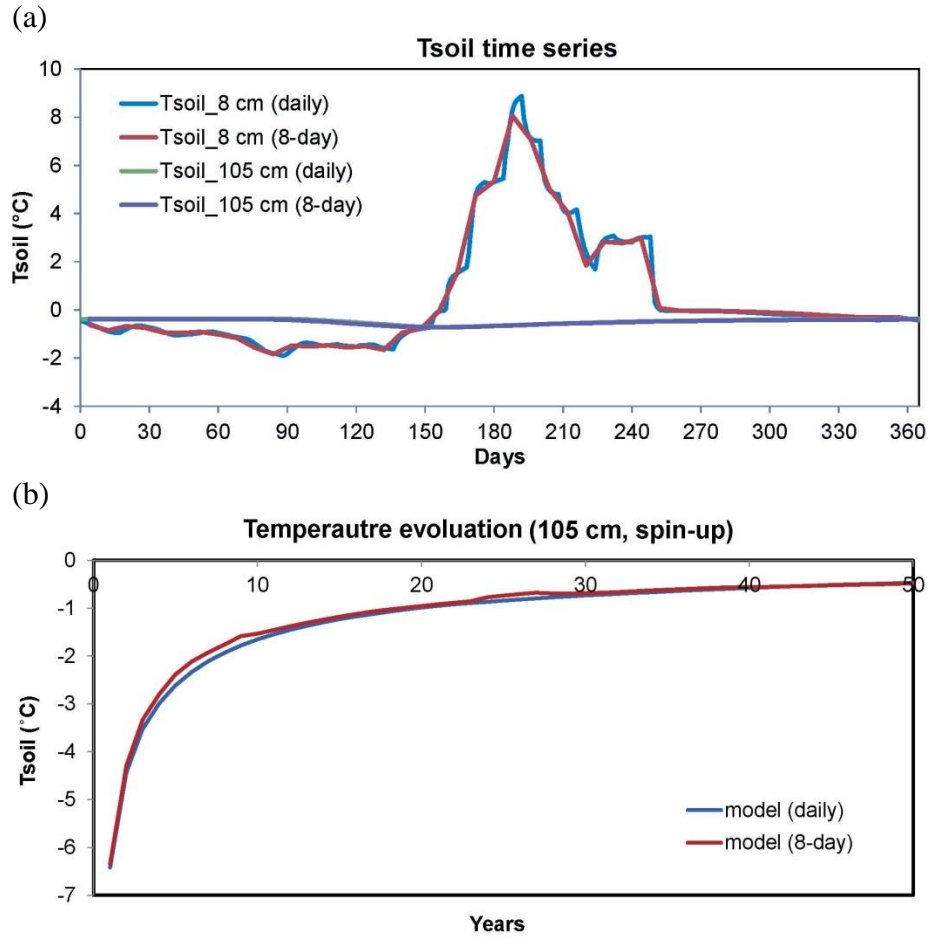 (a)
Tsoil time series
10
8
6
4
2
0
-2
-4
Tsoil (°C)
Tsoil_8 cm (daily)
Tsoil_8 cm (8-day)
Tsoil_105 cm (daily)
Tsoil_105 cm (8-day)
0 30 60 90 120 150 180 210 240 270 300 330 360
Days
(b)
Temperautre evoluation (105 cm, spin-up)
0
-1
-2
-3
-4
-5
-6
-7
Tsoil (°C)
0 10 20 30 40 50
model (daily)
model (8-day)
Years